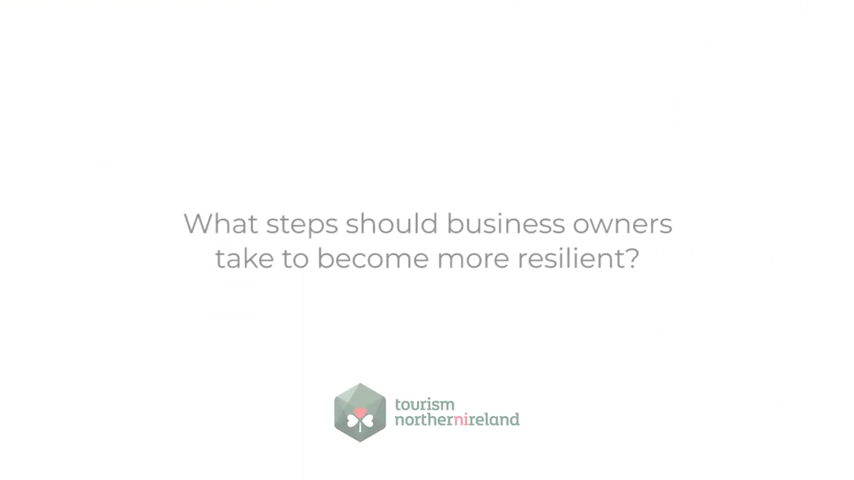 What steps should business owners
take to become more resilient?
tourism
northernireland